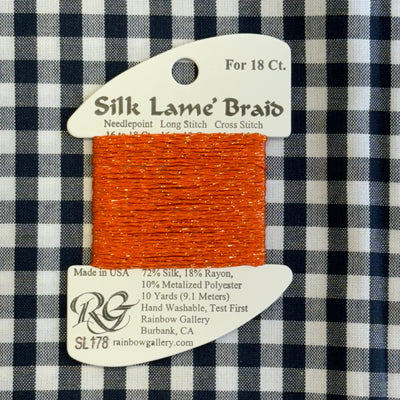 For 18 Ct.
Silk Lamé Braid
Needlepoint Long Stitch Cross Stitch
Made in USA
72% Silk, 18% Rayon,
10% Metalized Polyester
10 Yards (9.1 Meters)
Hand Washable, Test First
RG
Rainbow Gallery
Burbank, CA
SL178 rainbowgallery.com